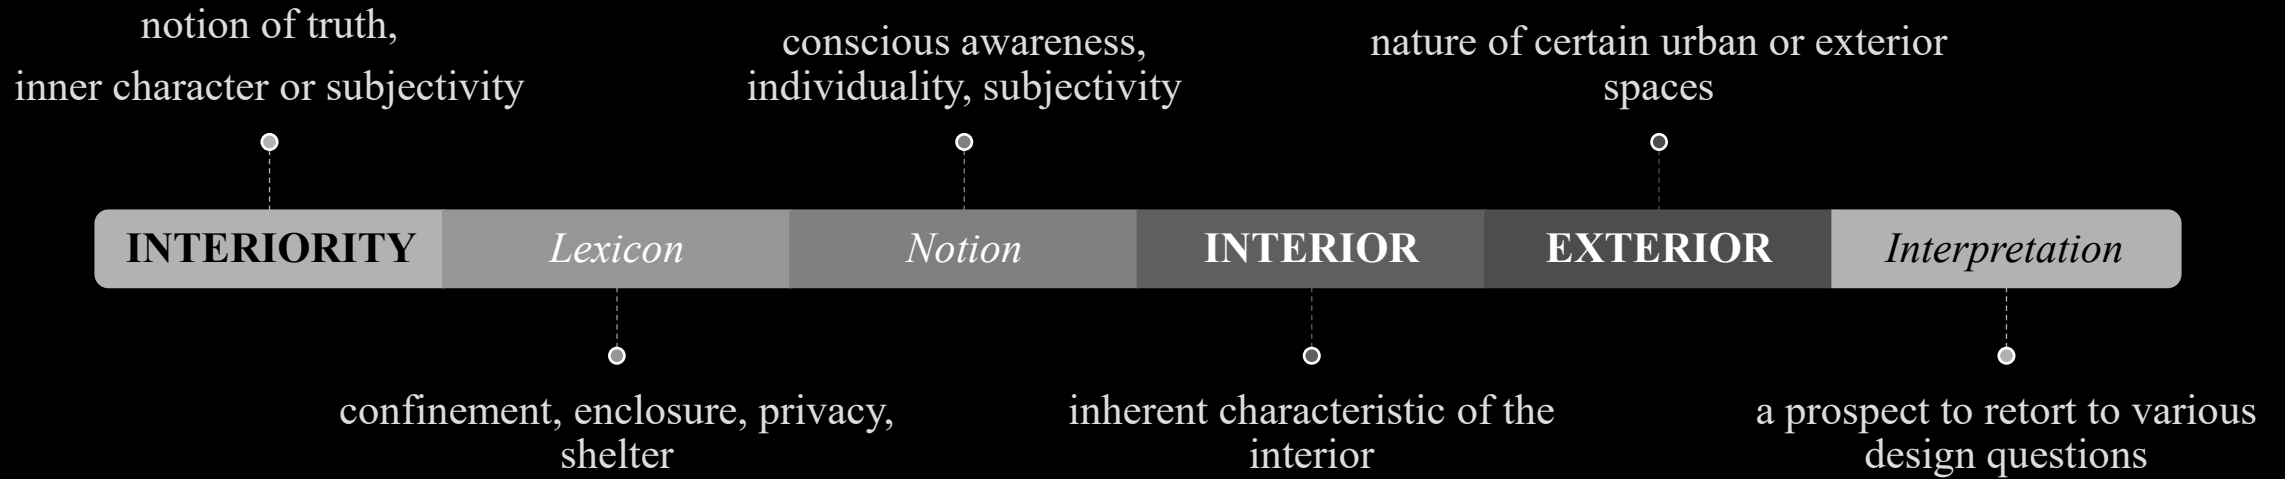 notion of truth,
inner character or subjectivity
conscious awareness,
individuality, subjectivity
nature of certain urban or exterior
spaces
INTERIORITY
Lexicon
Notion
INTERIOR
EXTERIOR
Interpretation
confinement, enclosure, privacy,
shelter
inherent characteristic of the
interior
a prospect to retort to various
design questions